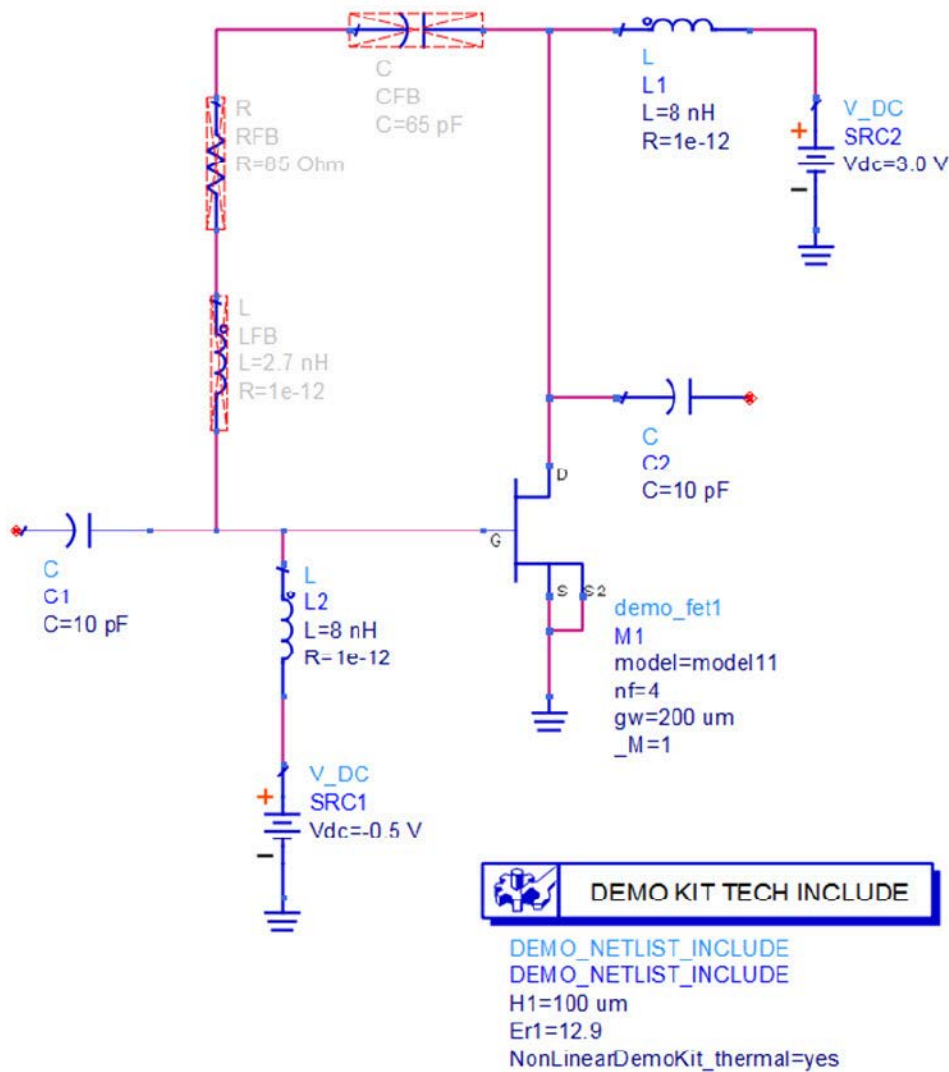 C
CFB
C=65 pF
R
RFB
R=85 Ohm
L
LFB
L=2.7 nH
R=1e-12
L
L1
L=8 nH
R=1e-12
V_DC
SRC2
Vdc=3.0 V
+
−
C
C2
C=10 pF
D
G
S S2
C
C1
C=10 pF
L
L2
L=8 nH
R=1e-12
demo_fet1
M1
model=model11
nf=4
gw=200 um
_M=1
V_DC
SRC1
Vdc=-0.5 V
+
−
DEMO KIT TECH INCLUDE
DEMO_NETLIST_INCLUDE
DEMO_NETLIST_INCLUDE
H1=100 um
Er1=12.9
NonLinearDemoKit_thermal=yes